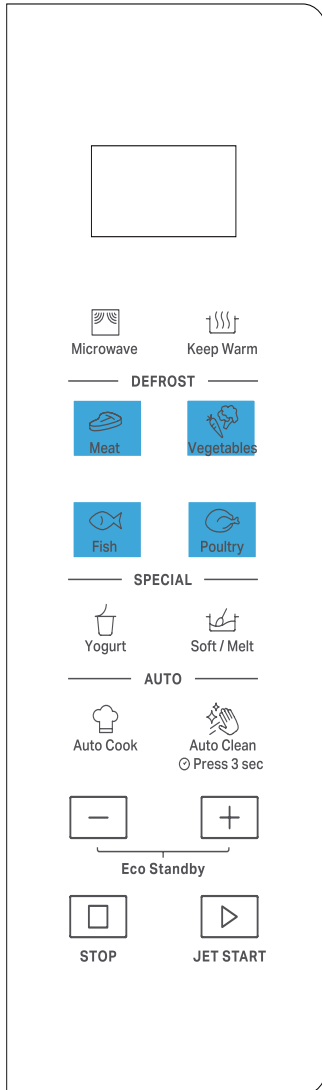 Microwave Keep Warm
DEFROST
Meat Vegetables
Fish Poultry
SPECIAL
Yogurt Soft / Melt
AUTO
Auto Cook Auto Clean
Press 3 sec
Eco Standby
STOP JET START